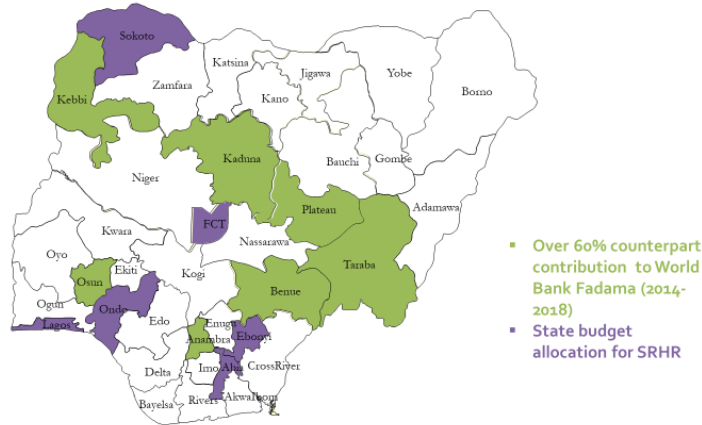 Sokoto
Katsina
Jigawa
Yobe
Borno
Zamfara
Kebbi
Kano
Kaduna
Bauchi
Gombe
Niger
Adamawa
Plateau
FCT
Kwara
Nassarawa
Oyo
Taraba
Ekiti
Kogi
Osun
Benue
Ogun
Ondo
Edo
Enugu
Lagos
Anambra
Ebonyi
Imo
Abia
CrossRiver
Delta
Bayelsa
Rivers
AkwaIbom
▪ Over 60% counterpart
contribution to World
Bank Fadama (2014-
2018)
▪ State budget
allocation for SRHR